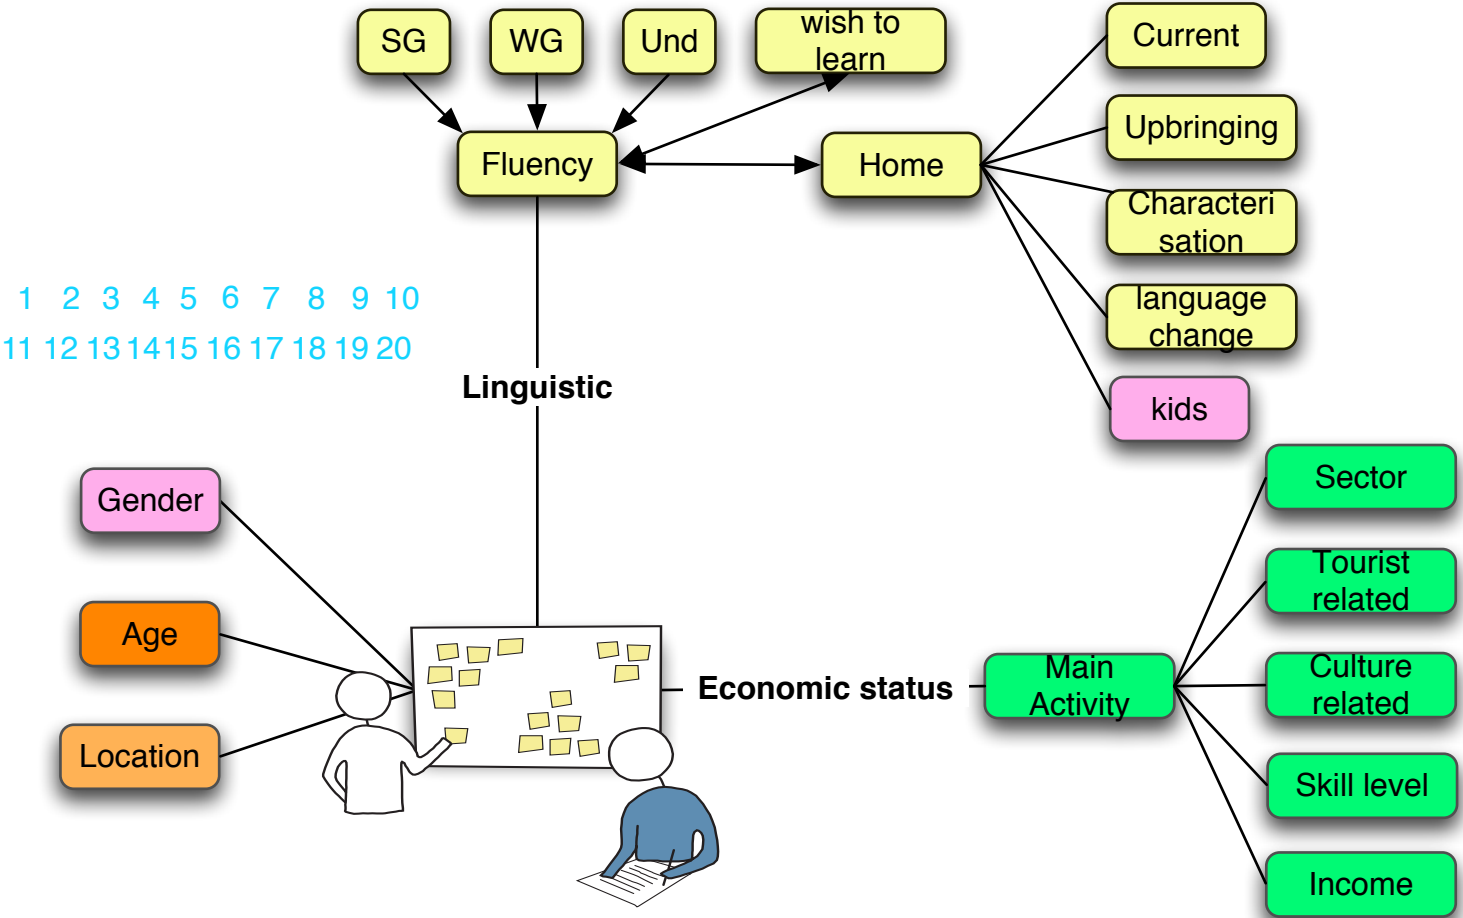 SG
WG
Und
wish to
learn
Current
Upbringing
Fluency
Home
Characteri
sation
language
change
kids
1 2 3 4 5 6 7 8 9 10
11 12 13 14 15 16 17 18 19 20
Linguistic
Gender
Age
Location
Economic status
Main
Activity
Sector
Tourist
related
Culture
related
Skill level
Income